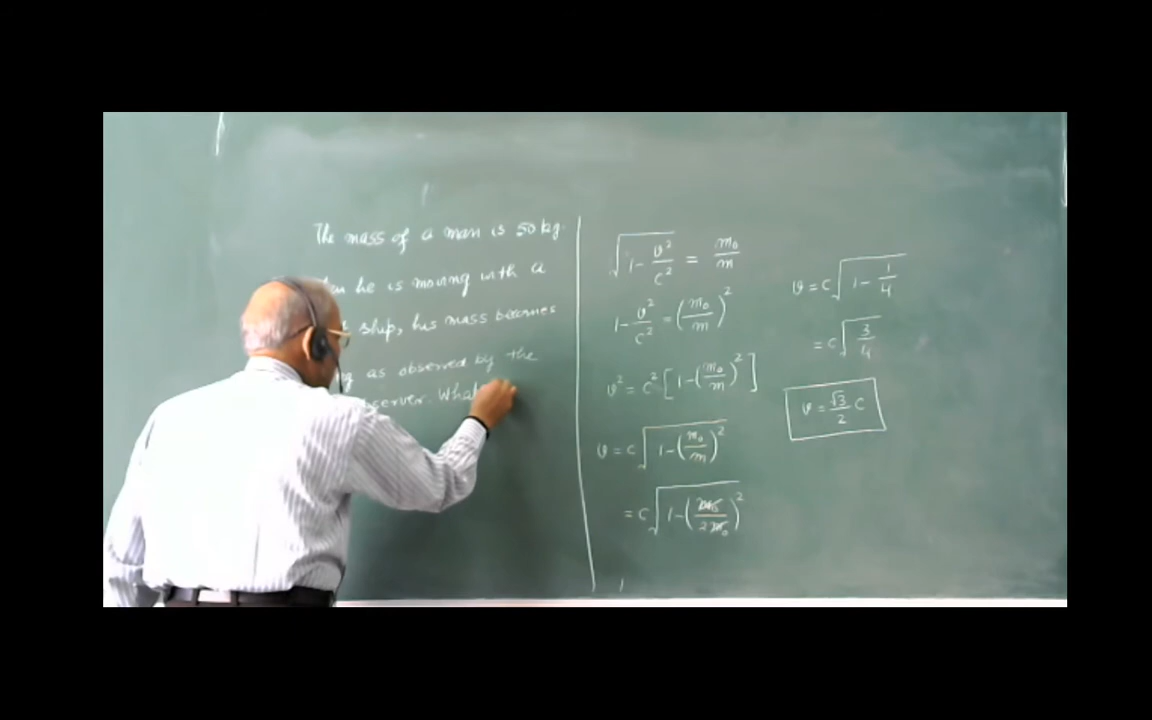 The mass of a man is 50 kg.
he is moving with a
ship, his mass becomes
as observed by the
What
√(1 - v²/c²) = m₀/m
1 - v²/c² = (m₀/m)²
v² = c² [1 - (m₀/m)²]
v = c √(1 - (m₀/m)²)
= c √(1 - (m₀/2m₀)²)
v = c √(1 - 1/4)
= c √(3/4)
v = √3/2 c